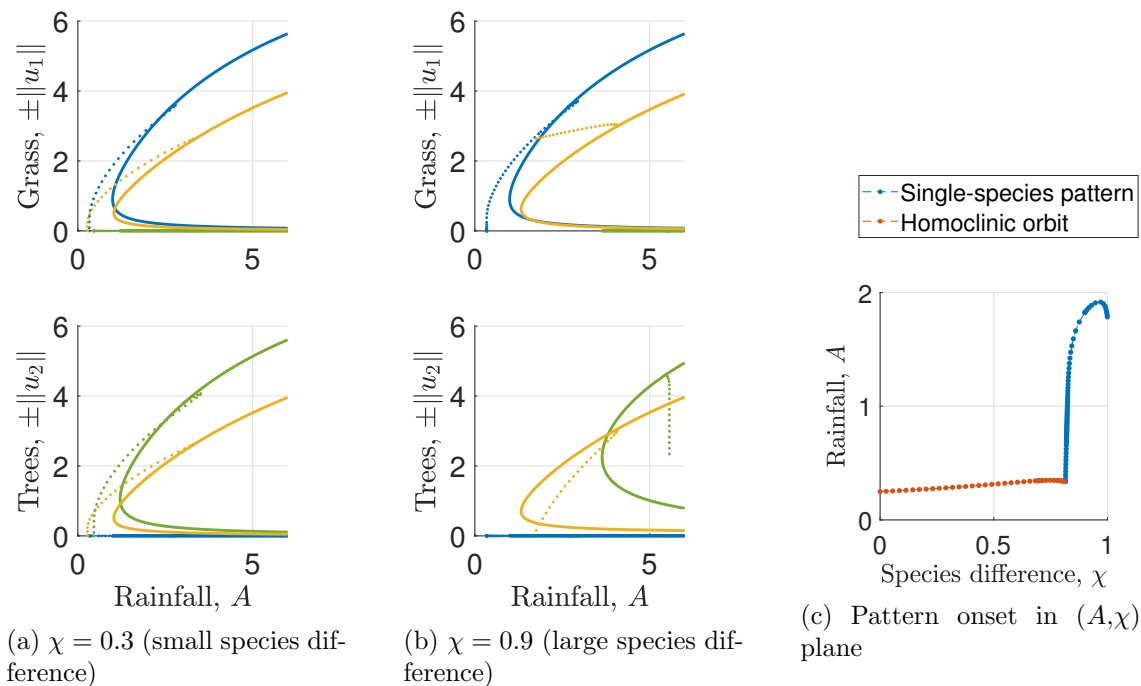 6
4
2
0
0
5
Grass, ±||u₁||
6
4
2
0
0
5
Trees, ±||u₂||
Rainfall, A
(a) χ = 0.3 (small species dif-
ference)
6
4
2
0
0
5
Grass, ±||u₁||
6
4
2
0
0
5
Trees, ±||u₂||
Rainfall, A
(b) χ = 0.9 (large species dif-
ference)
Single-species pattern
Homoclinic orbit
2
1
0
0
0.5
1
Rainfall, A
Species difference, χ
(c) Pattern onset in (A,χ)
plane